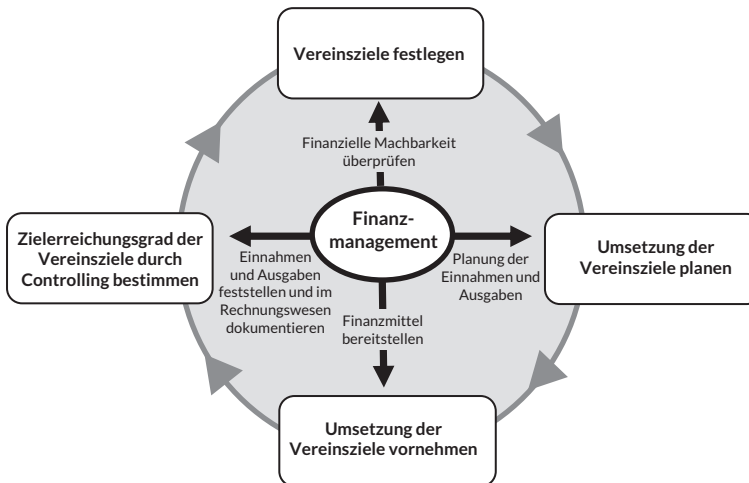 Vereinsziele festlegen
Finanzielle Machbarkeit
überprüfen
Finanz-
management
Zielerreichungsgrad der
Vereinsziele durch
Controlling bestimmen
Einnahmen
und Ausgaben
feststellen und im
Rechnungswesen
dokumentieren
Planung der
Einnahmen und
Ausgaben
Umsetzung der
Vereinsziele planen
Finanzmittel
bereitstellen
Umsetzung der
Vereinsziele vornehmen